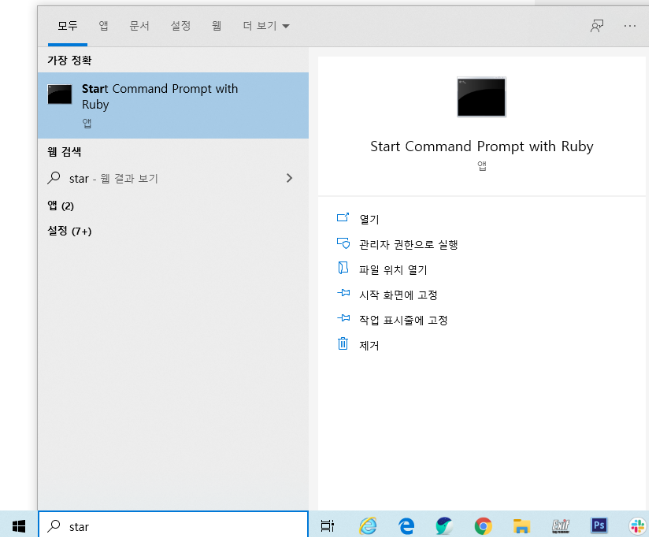 모두 앱 문서 설정 웹 더 보기
가장 정확
Start Command Prompt with
Ruby
앱
웹 검색
star - 웹 결과 보기
앱 (2)
설정 (7+)
Start Command Prompt with Ruby
앱
열기
관리자 권한으로 실행
파일 위치 열기
시작 화면에 고정
작업 표시줄에 고정
제거
star
Ps